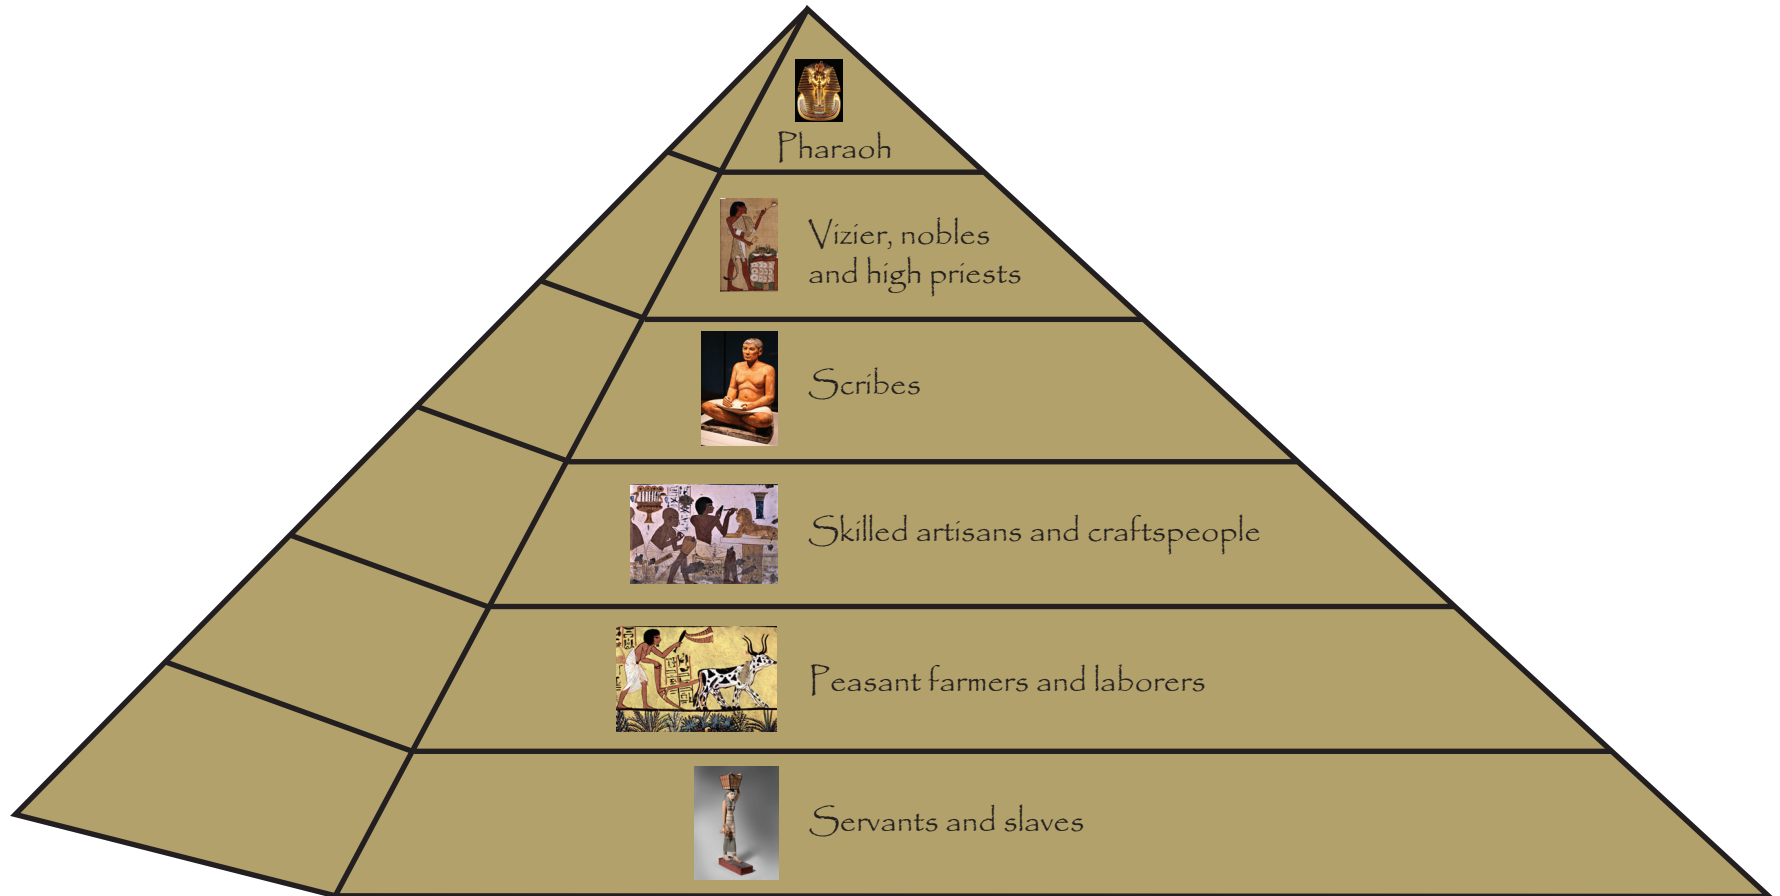 Pharaoh
Vizier, nobles
and high priests
Scribes
Skilled artisans and craftspeople
Peasant farmers and laborers
Servants and slaves